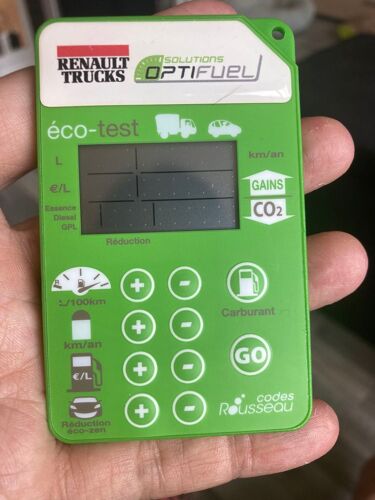 RENAULT
TRUCKS
SOLUTIONS
OPTIFUEL
éco-test
L
km/an
€/L
GAINS
Essence
Diesel
GPL
CO2
Réduction
L/100km
+ -
Carburant
km/an
+ -
€/L
+ -
GO
Réduction
éco-zen
+ -
codes
Rousseau